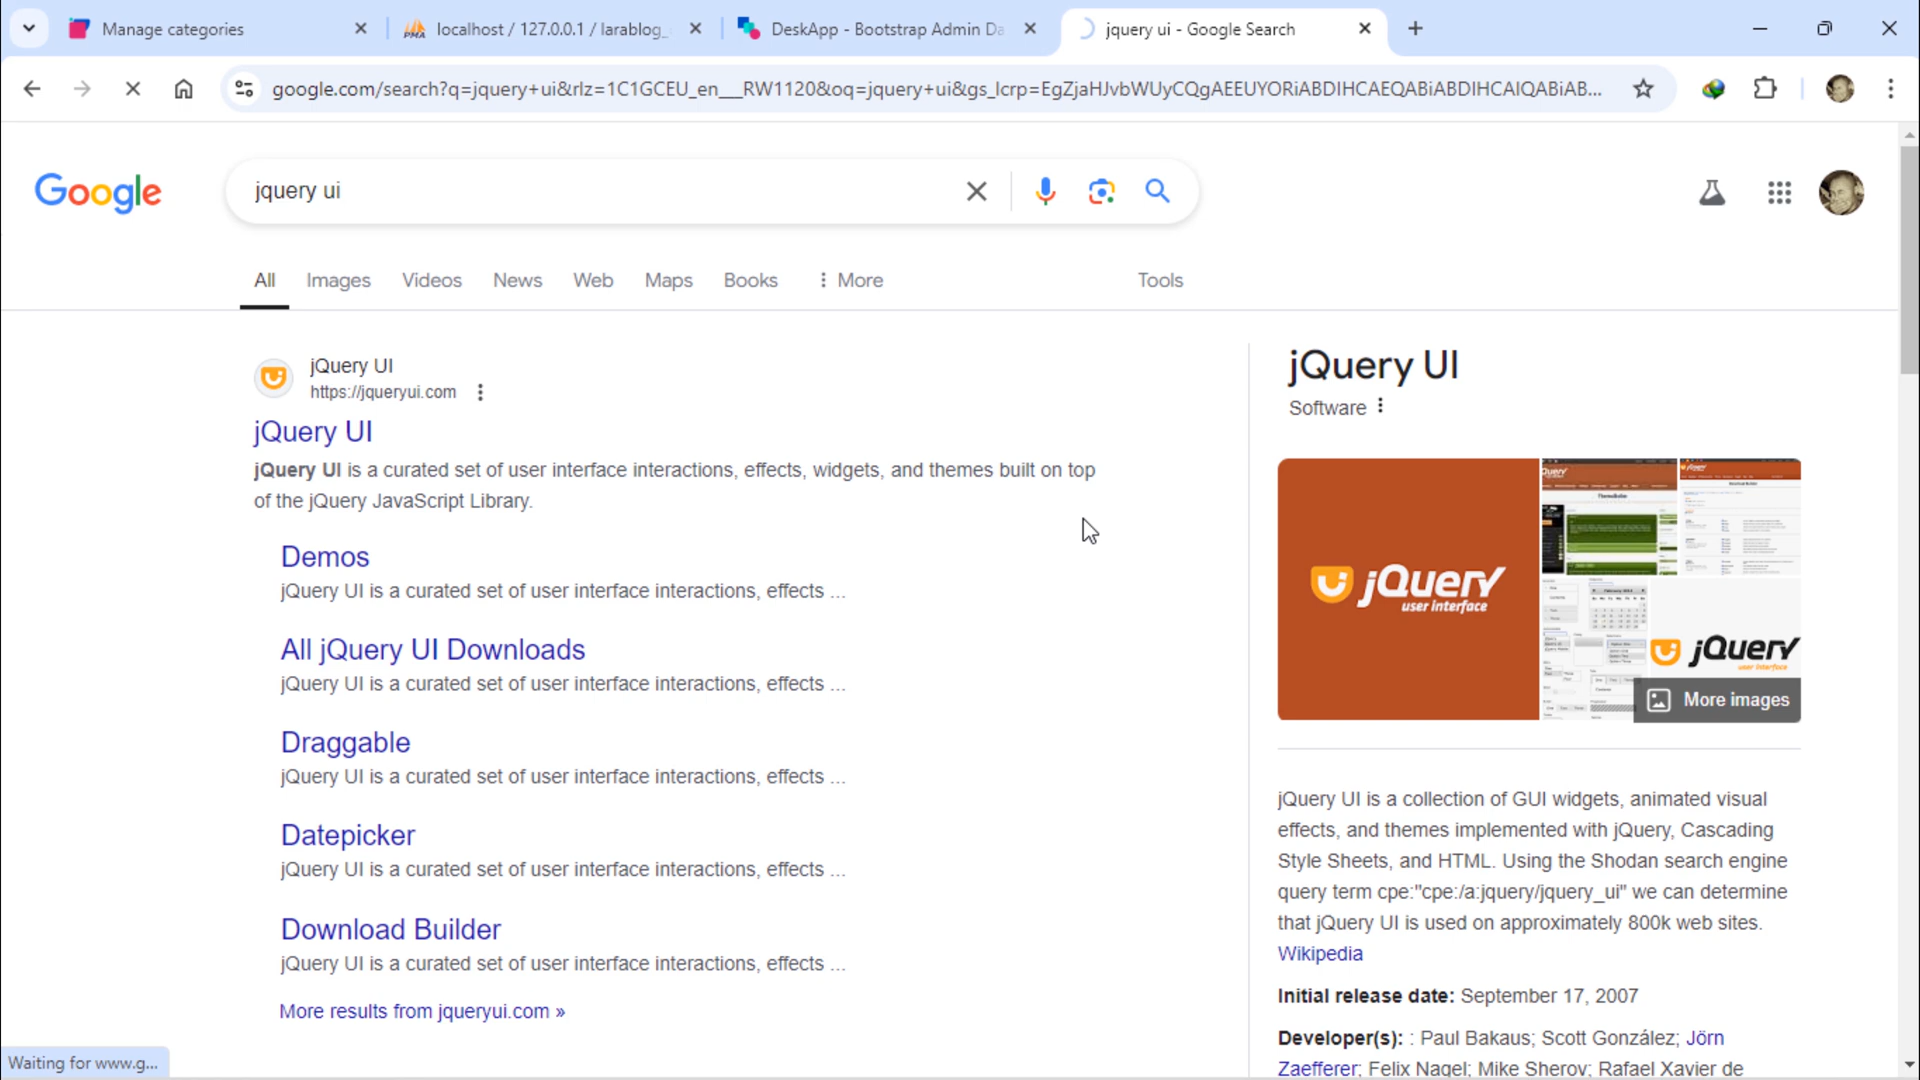 Manage categories
localhost / 127.0.0.1 / larablog_
DeskApp - Bootstrap Admin Da
jquery ui - Google Search
google.com/search?q=jquery+ui&rlz=1C1GCEU_en___RW1120&oq=jquery+ui&gs_lcrp=EgZjaHJvbWUyCQgAEEUYORiABDIHCAEQABiABDIHCAIQABiAB...
Google
jquery ui
All
Images
Videos
News
Web
Maps
Books
More
Tools
jQuery UI
https://jqueryui.com
jQuery UI
jQuery UI is a curated set of user interface interactions, effects, widgets, and themes built on top
of the jQuery JavaScript Library.
Demos
jQuery UI is a curated set of user interface interactions, effects ...
All jQuery UI Downloads
jQuery UI is a curated set of user interface interactions, effects ...
Draggable
jQuery UI is a curated set of user interface interactions, effects ...
Datepicker
jQuery UI is a curated set of user interface interactions, effects ...
Download Builder
jQuery UI is a curated set of user interface interactions, effects ...
More results from jqueryui.com »
Waiting for www.g...
jQuery UI
Software
jQuery
user interface
jQuery
user interface
More images
jQuery UI is a collection of GUI widgets, animated visual
effects, and themes implemented with jQuery, Cascading
Style Sheets, and HTML. Using the Shodan search engine
query term cpe:"cpe:/a:jquery/jquery_ui" we can determine
that jQuery UI is used on approximately 800k web sites.
Wikipedia
Initial release date: September 17, 2007
Developer(s): : Paul Bakaus; Scott González; Jörn
Zaefferer; Felix Nagel; Mike Sherov; Rafael Xavier de